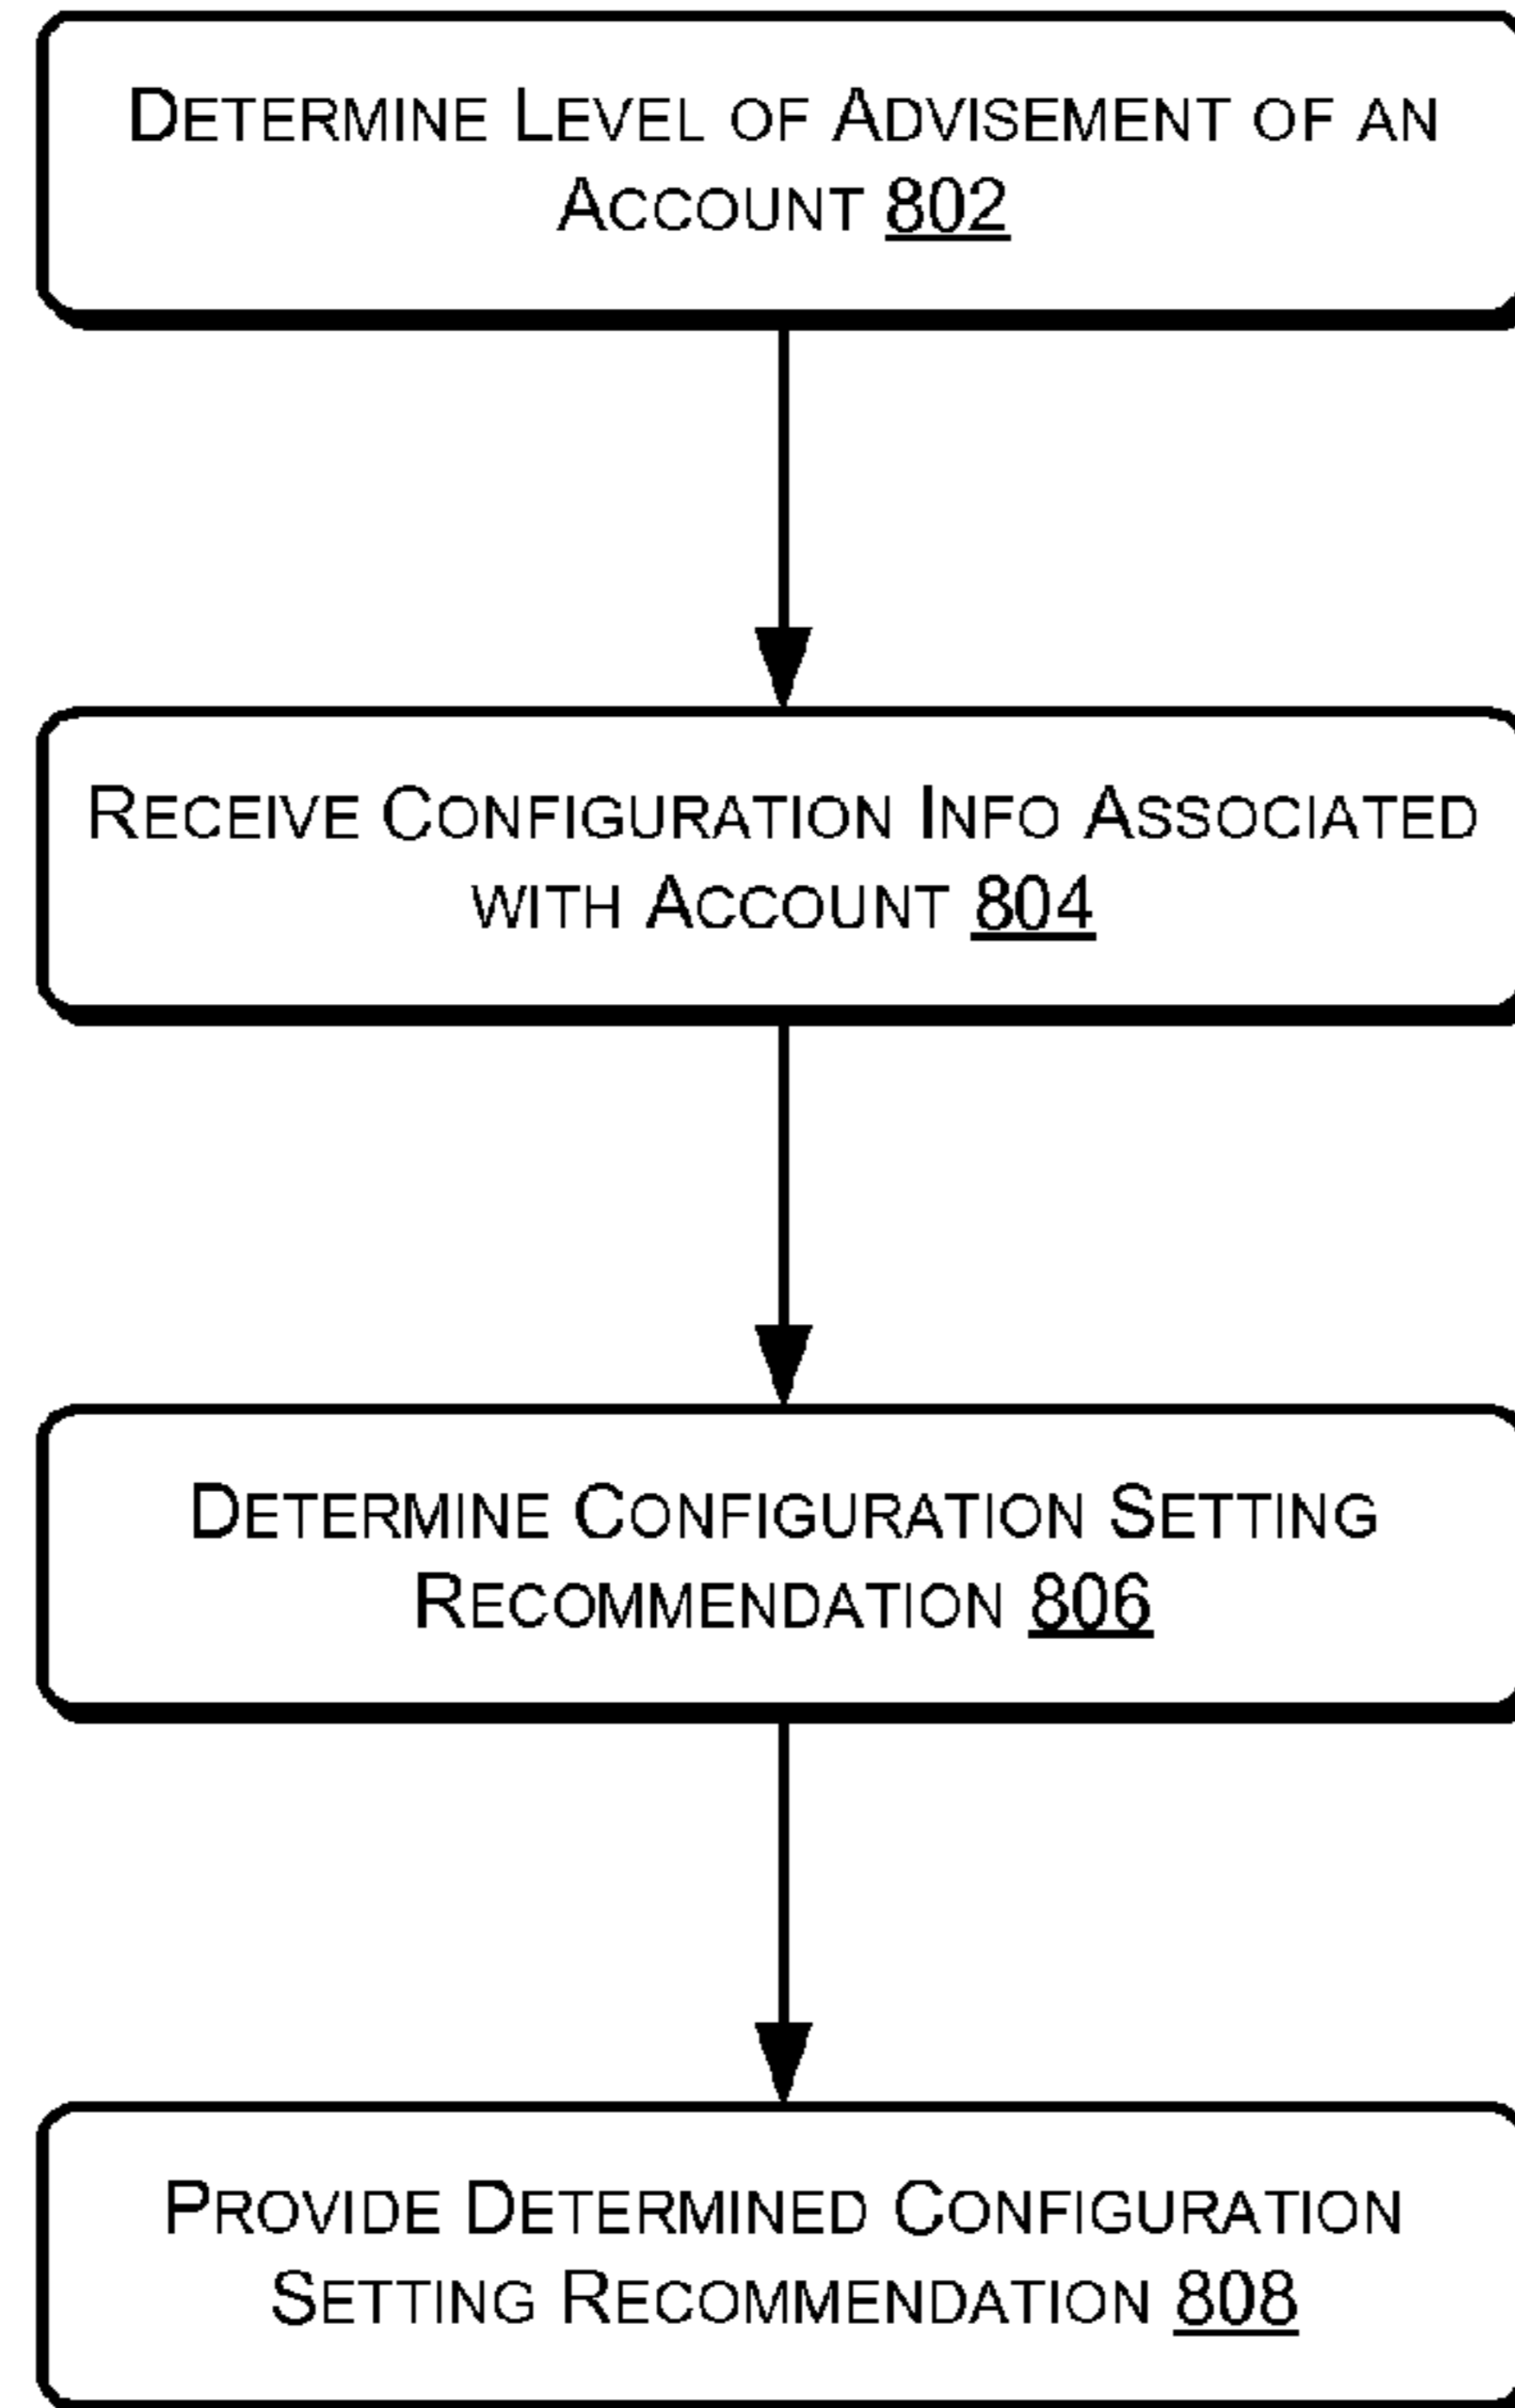 DETERMINE LEVEL OF ADVISEMENT OF AN
ACCOUNT 802
RECEIVE CONFIGURATION INFO ASSOCIATED
WITH ACCOUNT 804
DETERMINE CONFIGURATION SETTING
RECOMMENDATION 806
PROVIDE DETERMINED CONFIGURATION
SETTING RECOMMENDATION 808